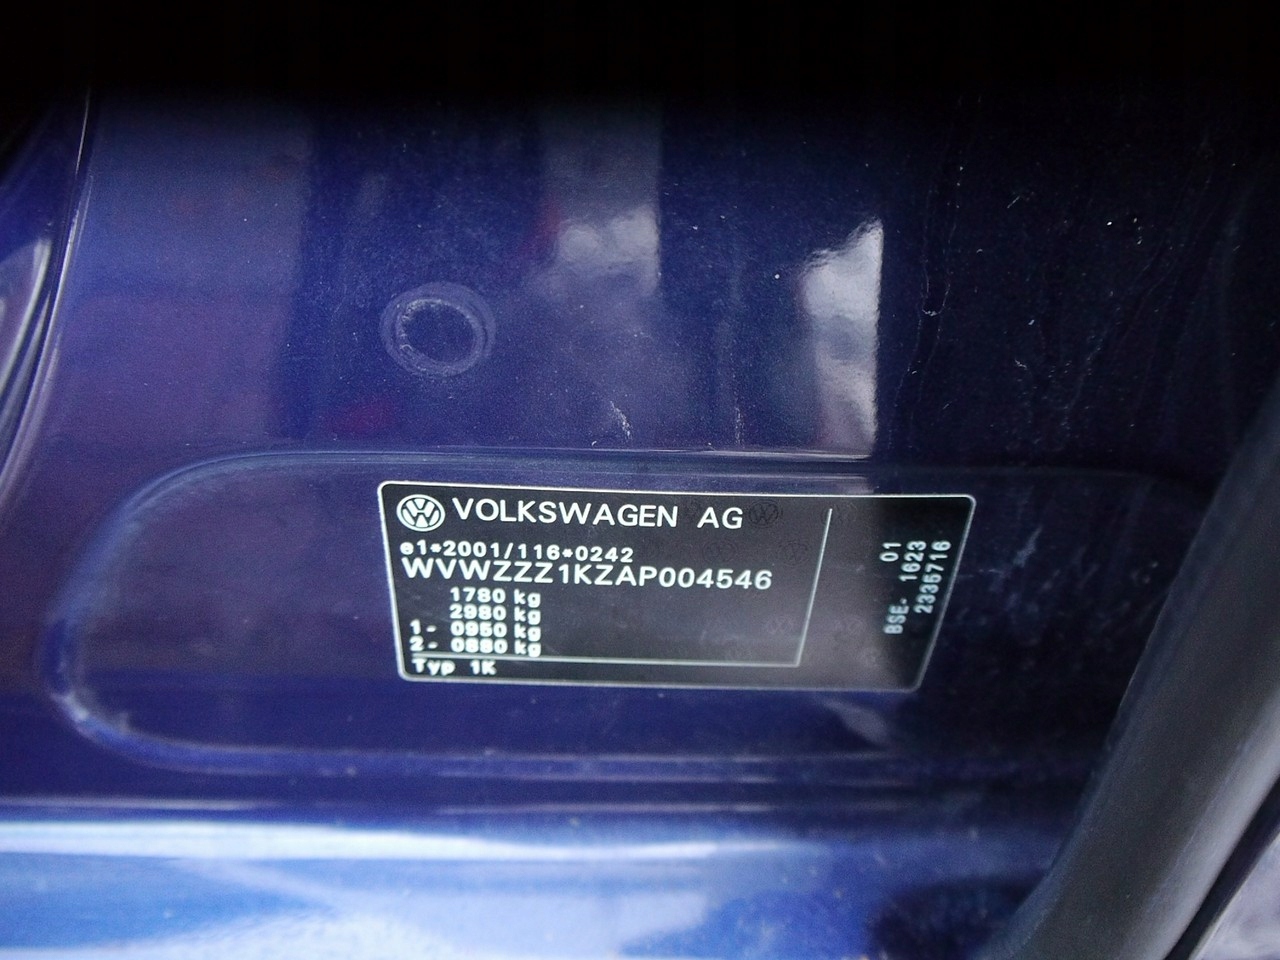 VOLKSWAGEN AG
e1*2001/116*0242
WVWZZZ1KZAP004546
1780 kg
2980 kg
1- 0950 kg
2- 0880 kg
Typ 1K
01
BSE- 1623
2335716